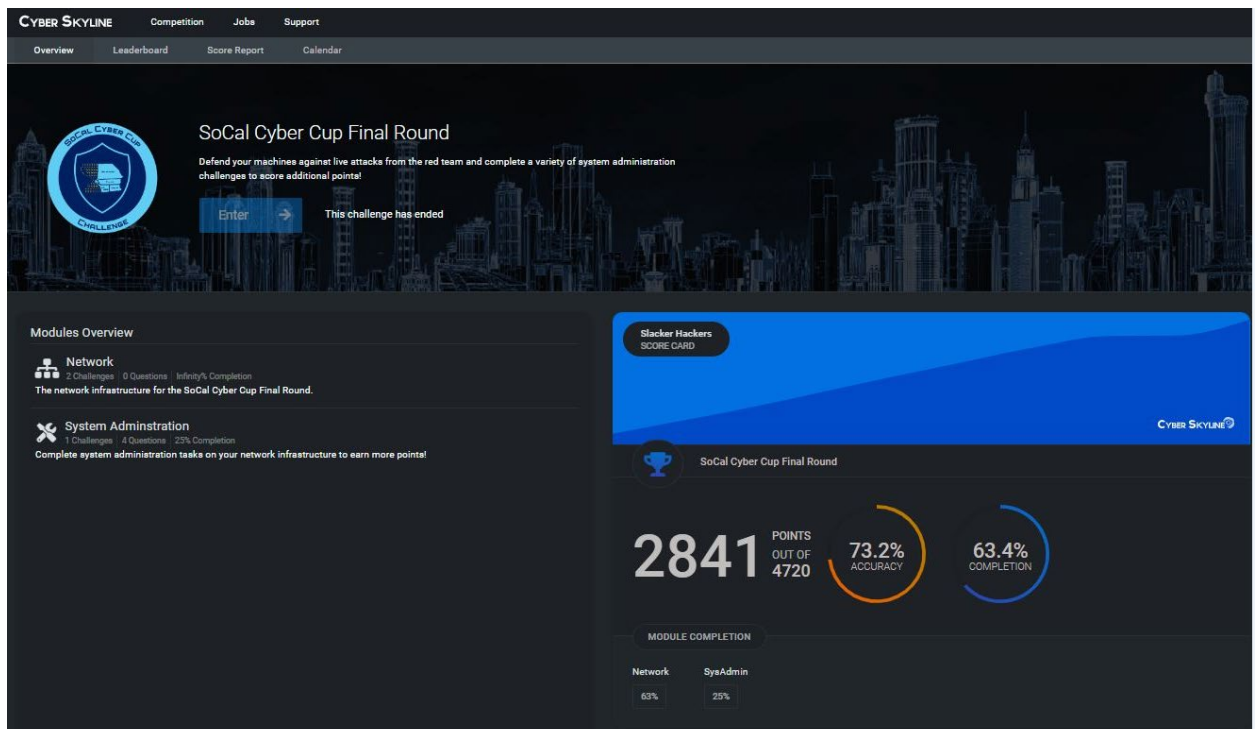 CYBER SKYLINE Competition Jobs Support
Overview Leaderboard Score Report Calendar
SOCAL CYBER CUP
CHALLENGE
SoCal Cyber Cup Final Round
Defend your machines against live attacks from the red team and complete a variety of system administration
challenges to score additional points!
Enter → This challenge has ended
Modules Overview
Network
2 Challenges | 0 Questions | Infinity% Completion
The network infrastructure for the SoCal Cyber Cup Final Round.
System Adminstration
1 Challenges | 4 Questions | 25% Completion
Complete system administration tasks on your network infrastructure to earn more points!
Slacker Hackers
SCORE CARD
CYBER SKYLINE
SoCal Cyber Cup Final Round
2841 POINTS
OUT OF
4720
73.2%
ACCURACY
63.4%
COMPLETION
MODULE COMPLETION
Network SysAdmin
63% 25%